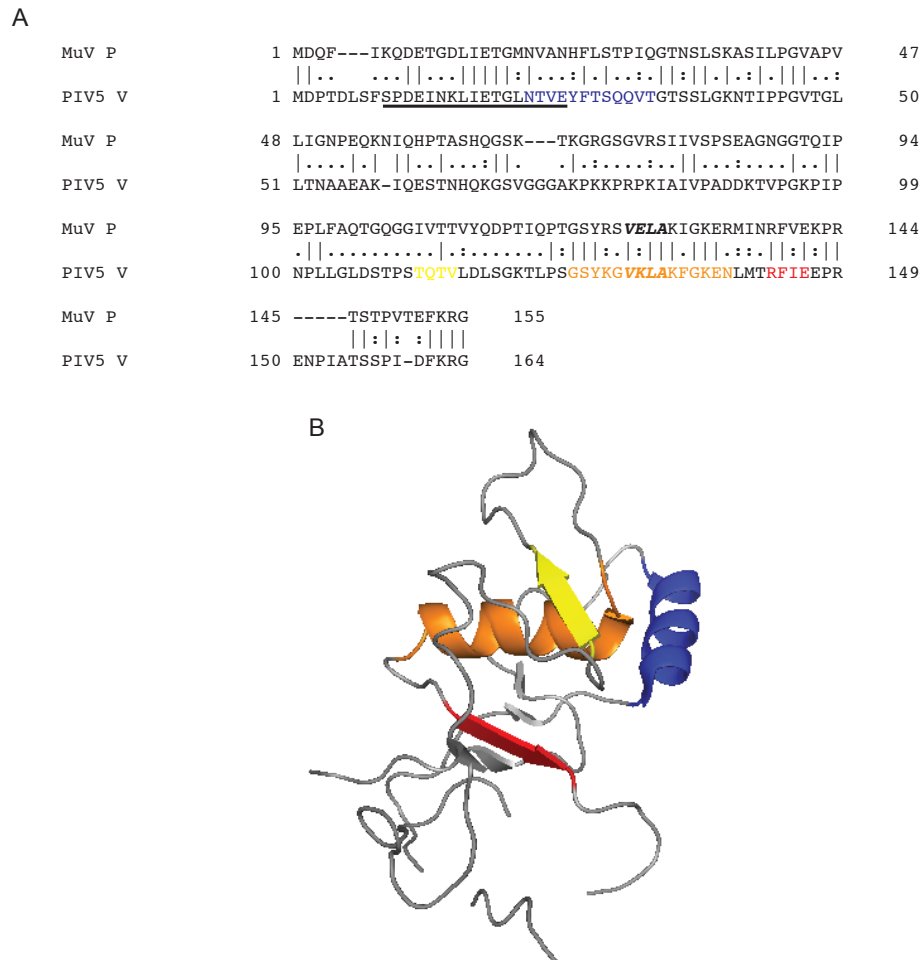 A
MuV P 1 MDQF---IKQDETGDLIETGMNVANHFLSTPIQGTNSLSKASILPGVAPV 47
||..   ...||...|||||:|...:|.|..:.||.||.|.:|.|||..:
PIV5 V 1 MDPTDLSFSPDEINKLIETGLNTVEYFTSQQVTGTSSLGKNTIPPGVTGL 50
MuV P 48 LIGNPEQKNIQHPTASHQGSK---TKGRGSGVRSIIVSPSEAGNGGTQIP 94
|....|.| ||..|...:||.   .|.:....:..||...:....|..||
PIV5 V 51 LTNAAEAK-IQESTNHQKGSVGGGAKPKKPRPKIAIVPADDKTVPGKPIP 99
MuV P 95 EPLFAQTGQGGIVTTVYQDPTIQPTGSYRSVELAKIGKERMINRFVEKPR 144
.||..........|.:.......|:|||:.|:|||.|||.::.||:|:||
PIV5 V 100 NPLLGLDSTPSTQTVLDLSGKTLPSGSYKGVKLAKFGKENLMTRFIEEPR 149
MuV P 145 -----TSTPVTEFKRG 155
||:|: :||||
PIV5 V 150 ENPIATSSPI-DFKRG 164
B